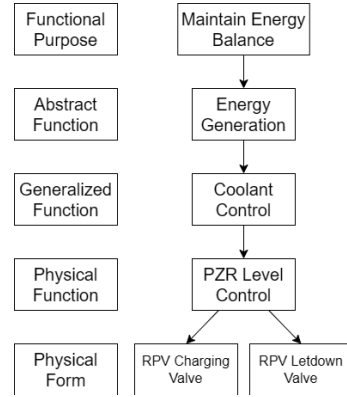 Functional
Purpose
Maintain Energy
Balance
Abstract
Function
Energy
Generation
Generalized
Function
Coolant
Control
Physical
Function
PZR Level
Control
Physical
Form
RPV Charging
Valve
RPV Letdown
Valve